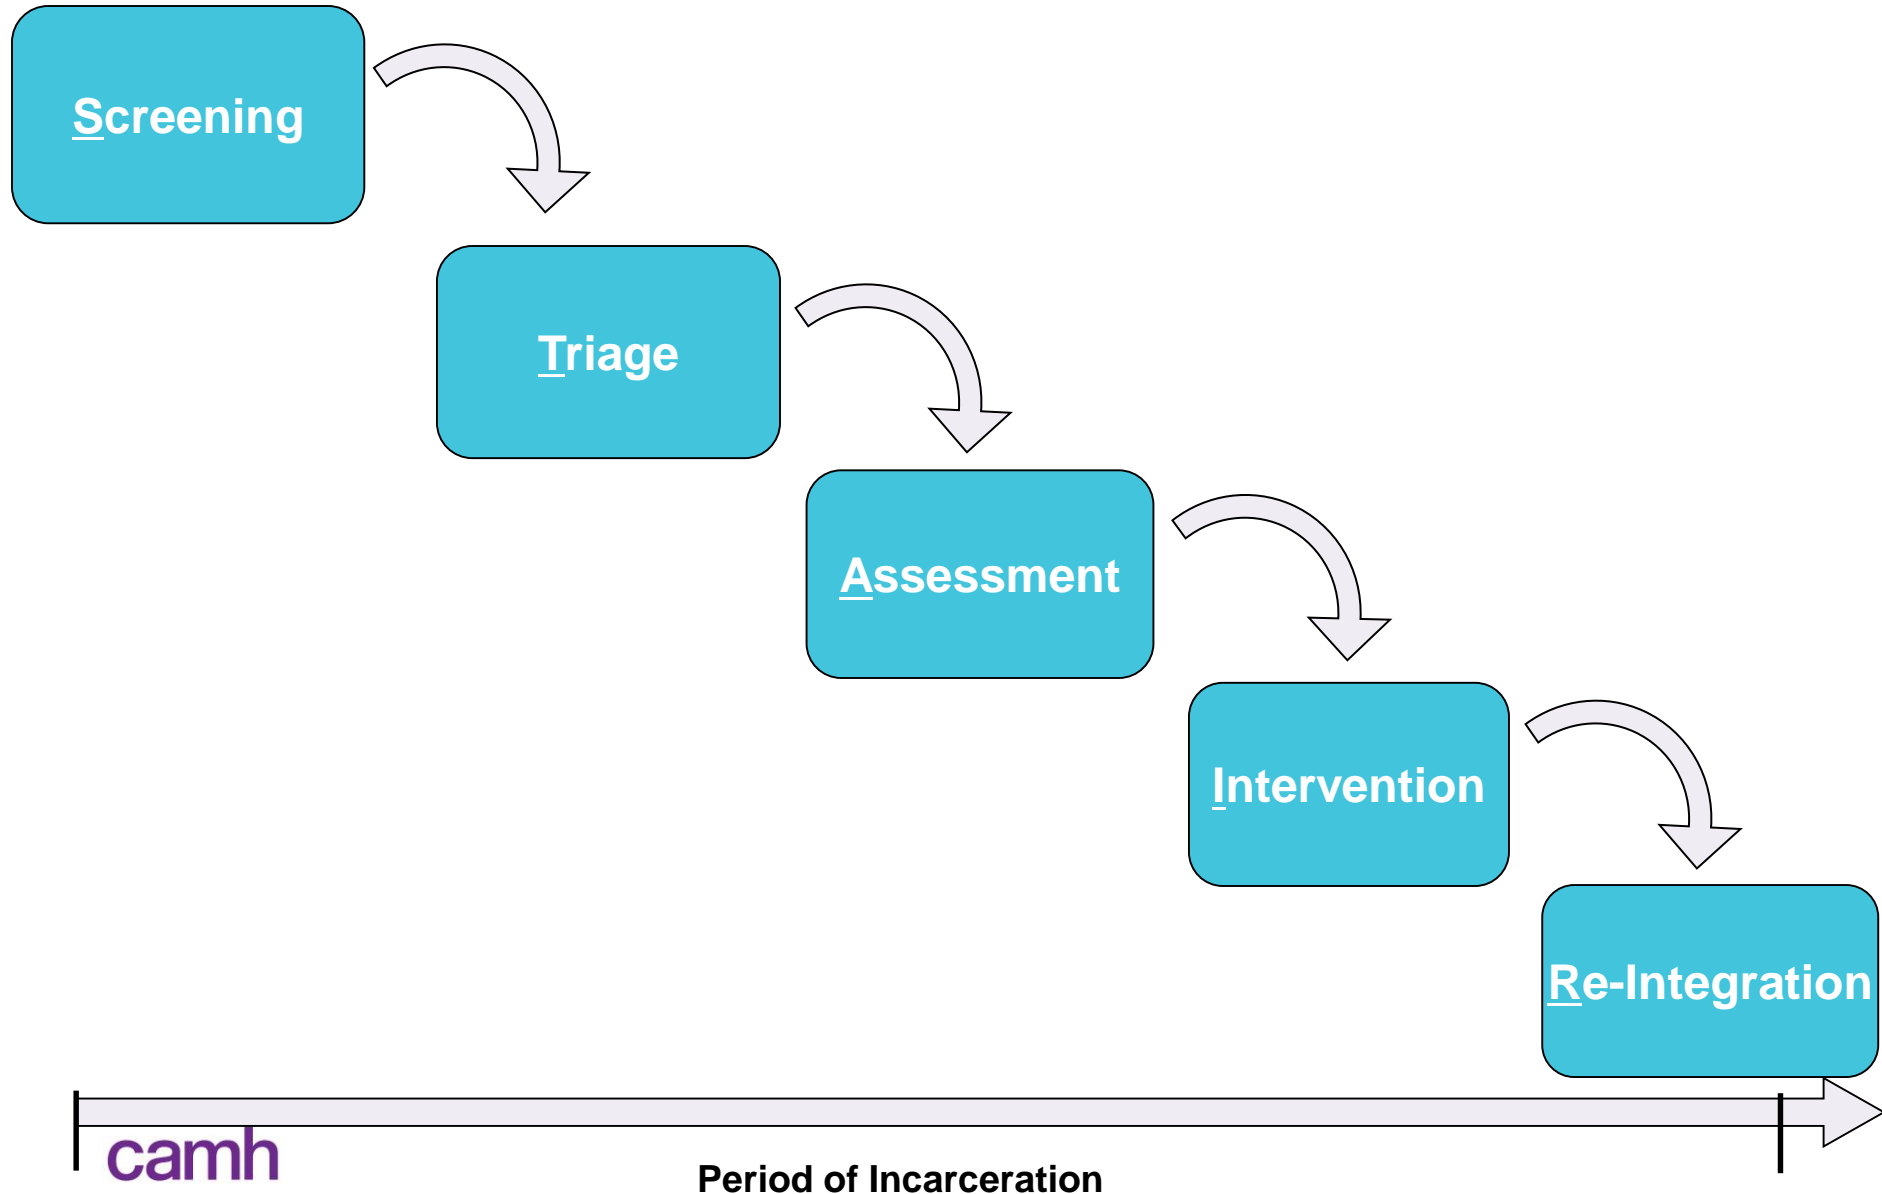 Screening
Triage
Assessment
Intervention
Re-Integration
camh
Period of Incarceration